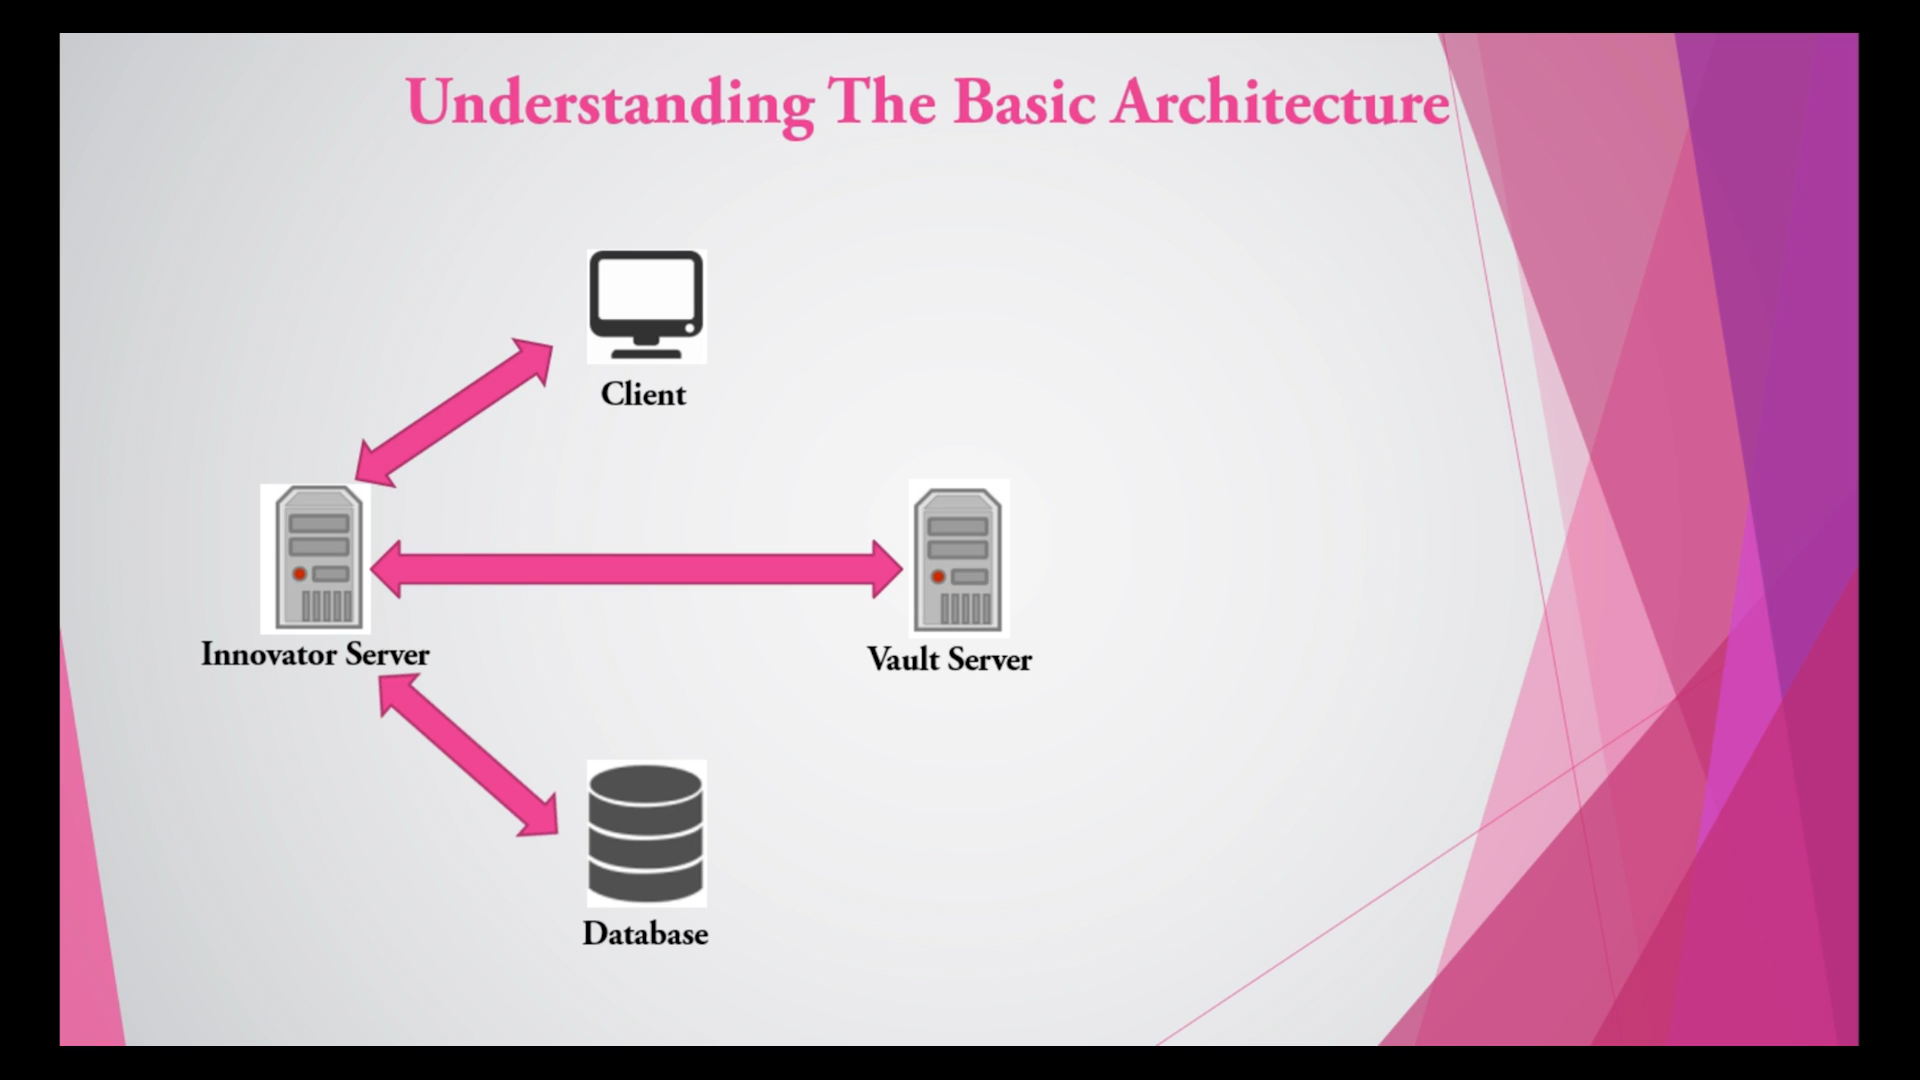 Understanding The Basic Architecture
Client
Innovator Server
Vault Server
Database